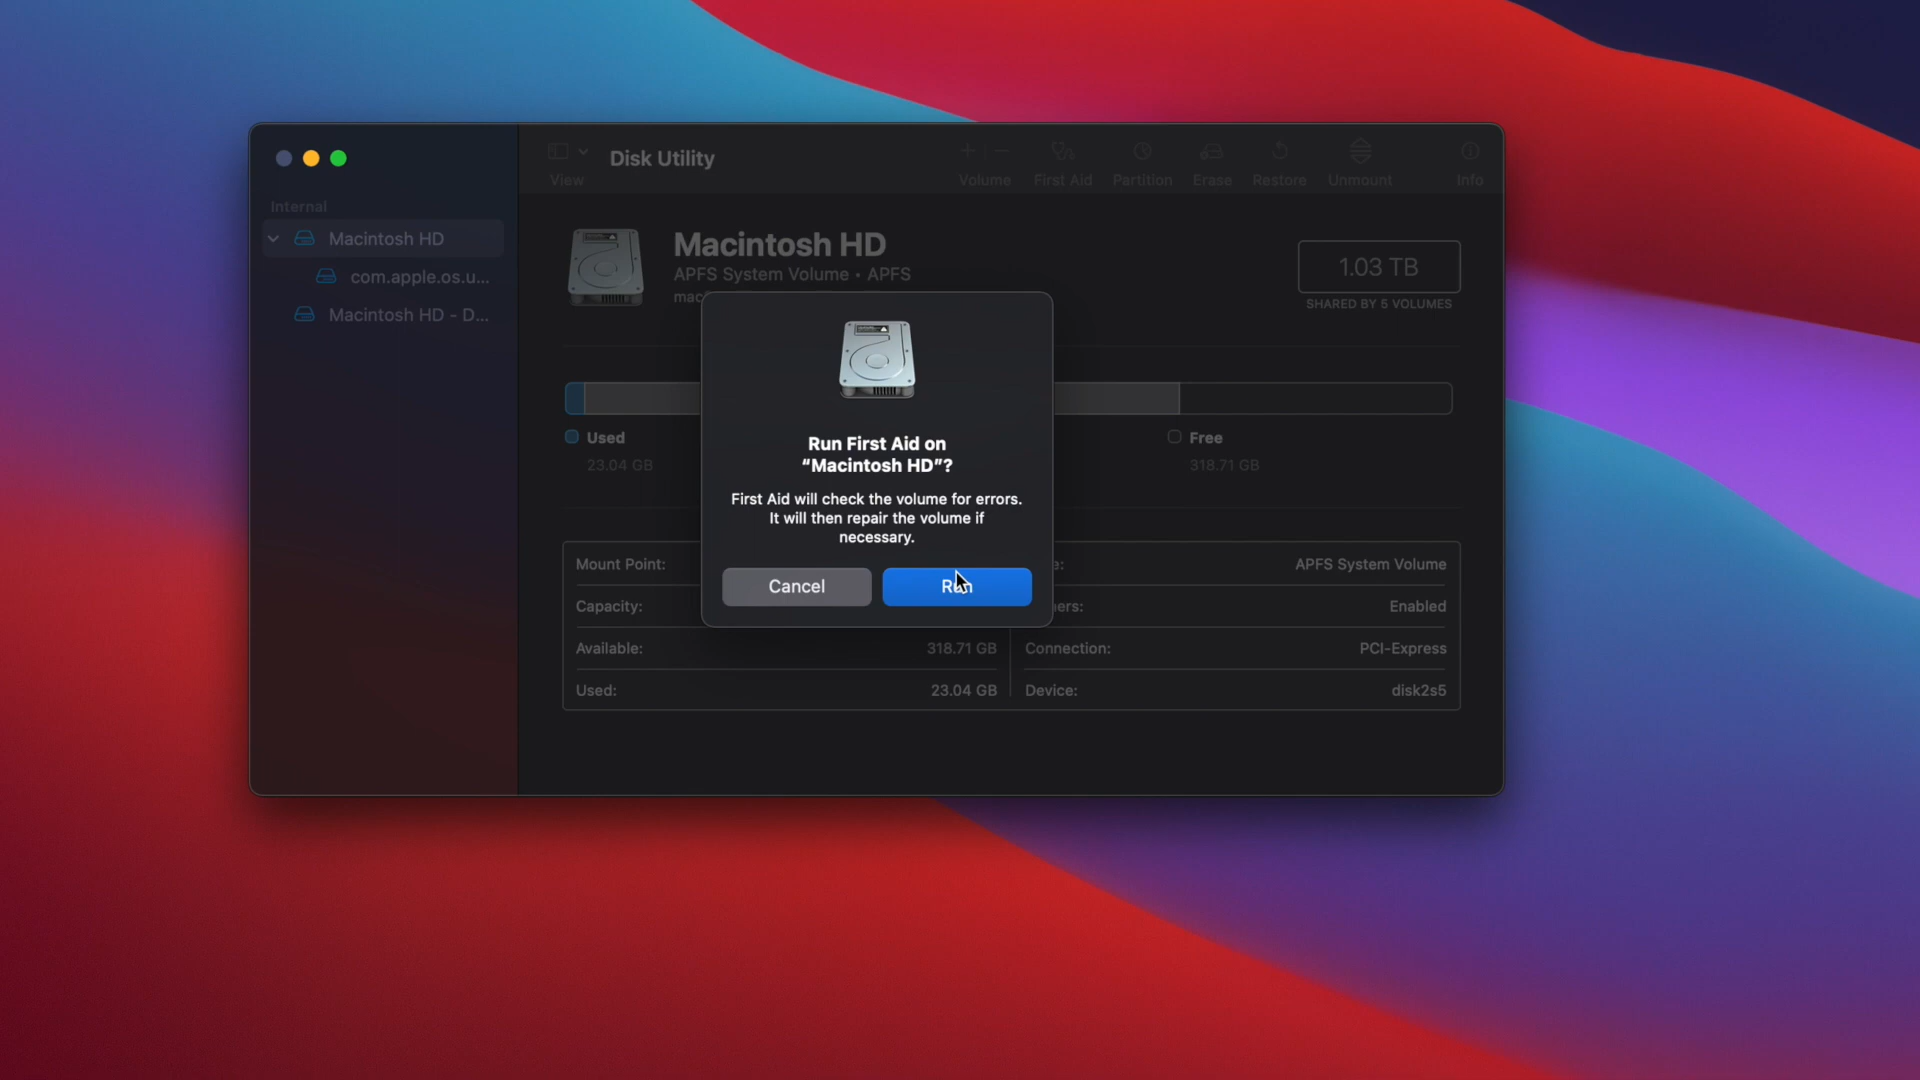 Disk Utility
View
Volume
First Aid
Partition
Erase
Restore
Unmount
Info
Internal
Macintosh HD
com.apple.os.u...
Macintosh HD - D...
Macintosh HD
APFS System Volume • APFS
1.03 TB
SHARED BY 5 VOLUMES
Run First Aid on
“Macintosh HD”?
First Aid will check the volume for errors.
It will then repair the volume if
necessary.
Cancel
Used
23.04 GB
Free
318.71 GB
Mount Point:
APFS System Volume
Capacity:
Enabled
Available: 318.71 GB
Connection: PCI-Express
Used: 23.04 GB
Device: disk2s5